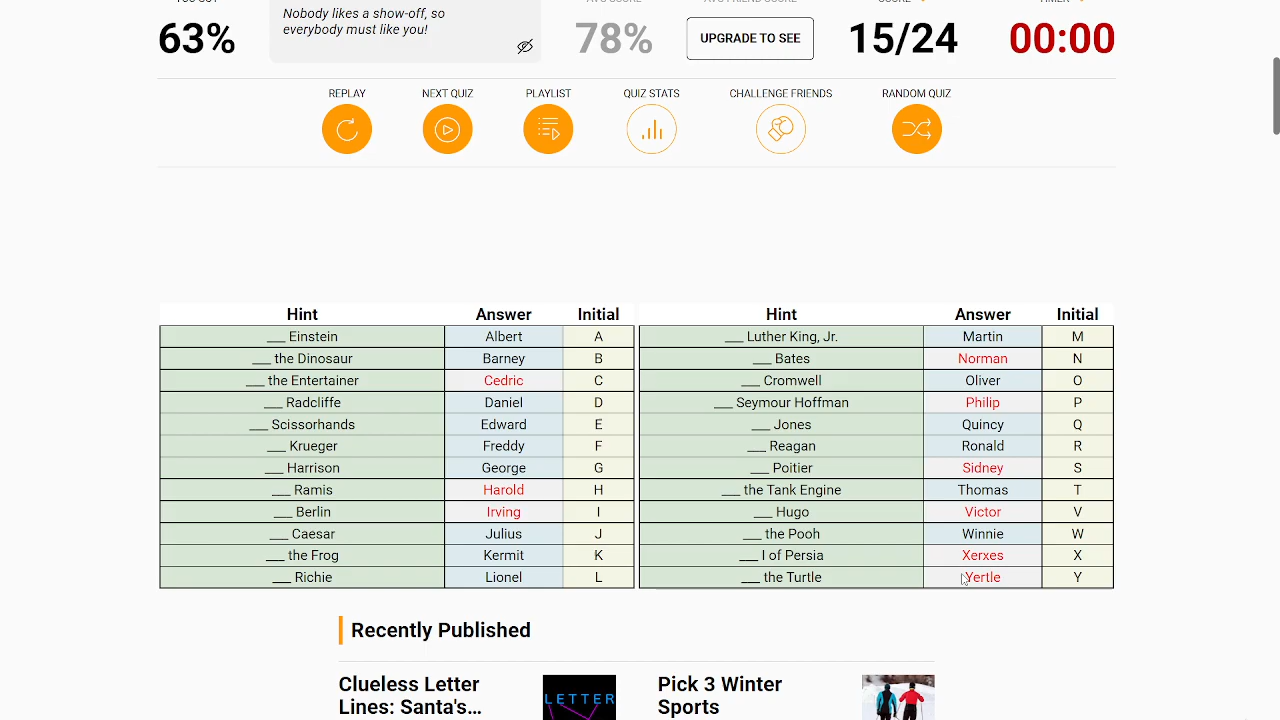 Nobody likes a show-off, so
everybody must like you!
63%
78%
UPGRADE TO SEE
15/24
00:00
REPLAY
NEXT QUIZ
PLAYLIST
QUIZ STATS
CHALLENGE FRIENDS
RANDOM QUIZ
Hint Answer Initial
___ Einstein Albert A
___ the Dinosaur Barney B
___ the Entertainer Cedric C
___ Radcliffe Daniel D
___ Scissorhands Edward E
___ Krueger Freddy F
___ Harrison George G
___ Ramis Harold H
___ Berlin Irving I
___ Caesar Julius J
___ the Frog Kermit K
___ Richie Lionel L
Hint Answer Initial
___ Luther King, Jr. Martin M
___ Bates Norman N
___ Cromwell Oliver O
___ Seymour Hoffman Philip P
___ Jones Quincy Q
___ Reagan Ronald R
___ Poitier Sidney S
___ the Tank Engine Thomas T
___ Hugo Victor V
___ the Pooh Winnie W
___ I of Persia Xerxes X
___ the Turtle Yertle Y
Recently Published
Clueless Letter
Lines: Santa's...
LETTER
Pick 3 Winter
Sports